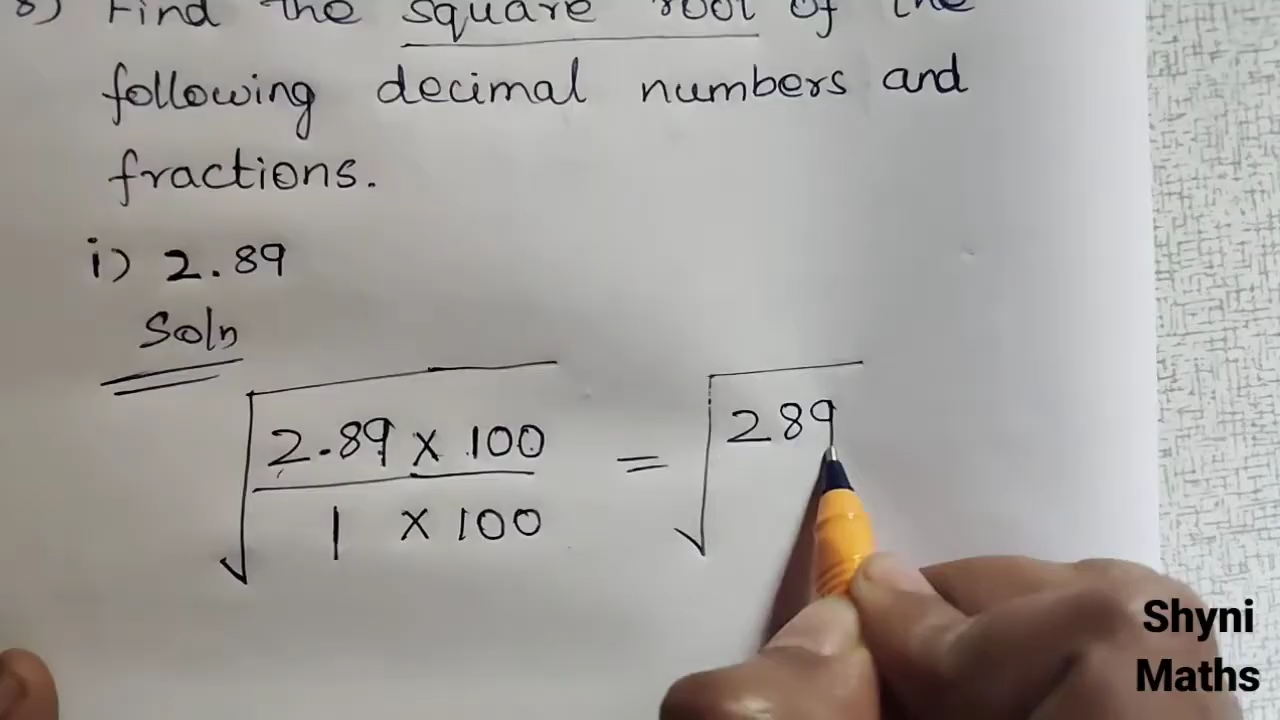 8) Find the square root of the
following decimal numbers and
fractions.
i) 2.89
Soln
√ 2.89 × 100 / 1 × 100 = √ 289
Shyni
Maths